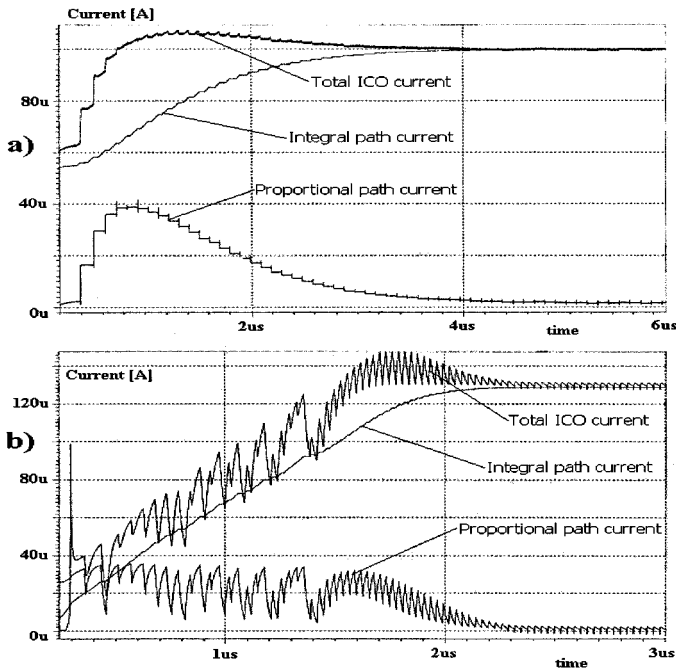 Current [A]
Total ICO current
80u
Integral path current
a)
Proportional path current
40u
0u
2us
4us
time
6us
Current [A]
120u
Total ICO current
b)
Integral path current
80u
Proportional path current
40u
0u
1us
2us
time
3us